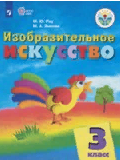 М. Ю. Рау
М. А. Зыкова
Изобразительное
искусство
3
класс